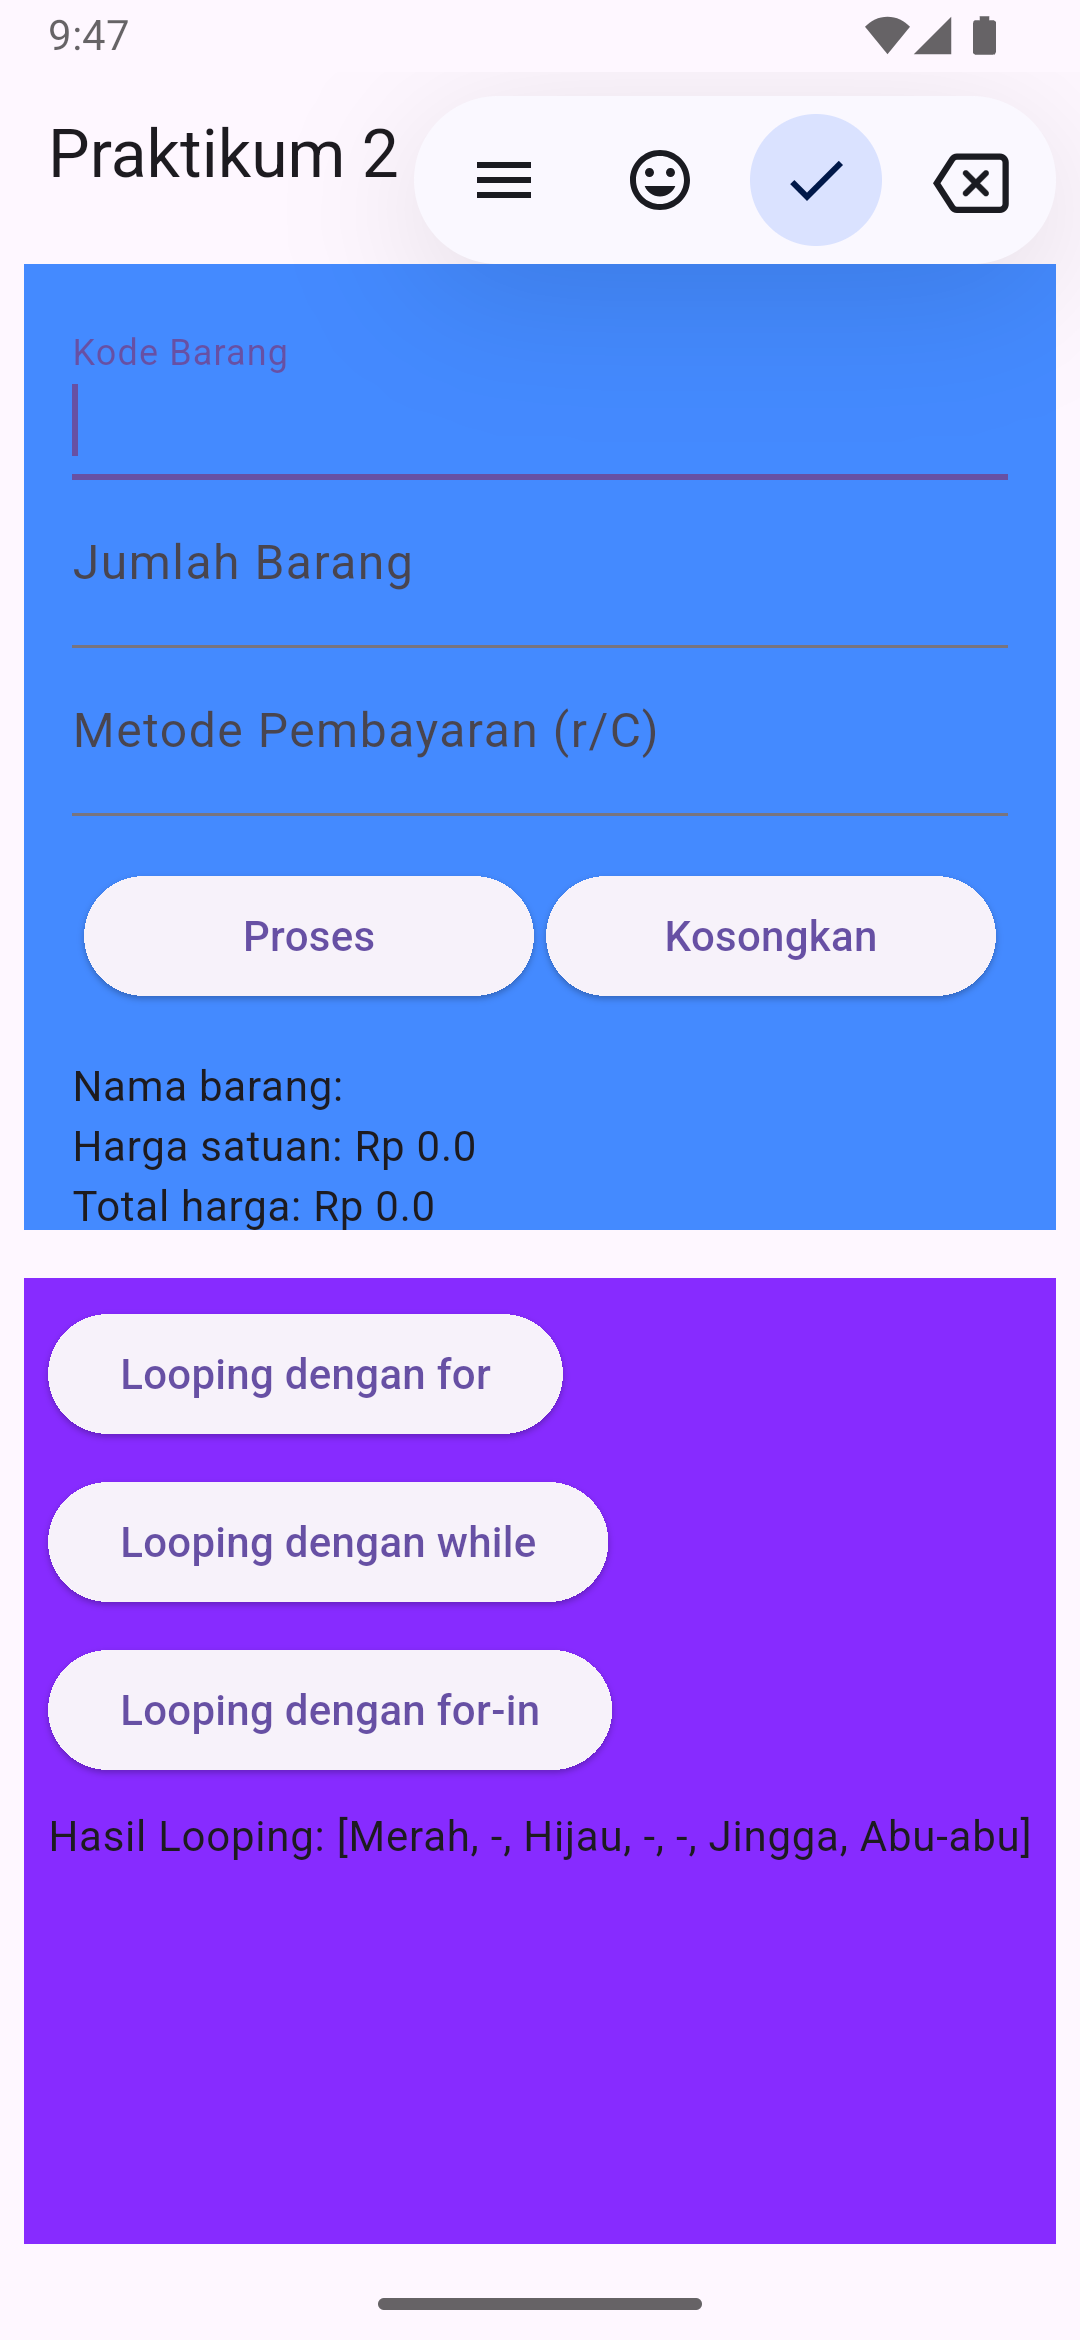 9:47
Praktikum 2
Kode Barang
Jumlah Barang
Metode Pembayaran (r/C)
Proses
Kosongkan
Nama barang:
Harga satuan: Rp 0.0
Total harga: Rp 0.0
Looping dengan for
Looping dengan while
Looping dengan for-in
Hasil Looping: [Merah, -, Hijau, -, -, Jingga, Abu-abu]